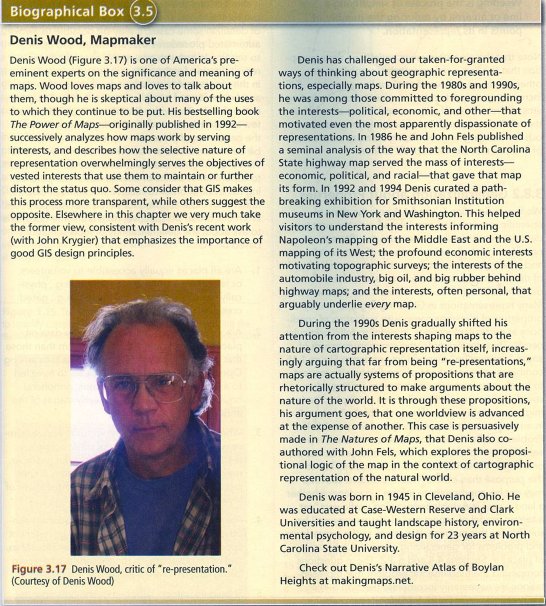 Biographical Box 3.5
Denis Wood, Mapmaker
Denis Wood (Figure 3.17) is one of America's pre-
eminent experts on the significance and meaning of
maps. Wood loves maps and loves to talk about
them, though he is skeptical about many of the uses
to which they continue to be put. His bestselling book
The Power of Maps—originally published in 1992—
successively analyzes how maps work by serving
interests, and describes how the selective nature of
representation overwhelmingly serves the objectives of
vested interests that use them to maintain or further
distort the status quo. Some consider that GIS makes
this process more transparent, while others suggest the
opposite. Elsewhere in this chapter we very much take
the former view, consistent with Denis's recent work
(with John Krygier) that emphasizes the importance of
good GIS design principles.
Figure 3.17 Denis Wood, critic of "re-presentation."
(Courtesy of Denis Wood)
Denis has challenged our taken-for-granted
ways of thinking about geographic representa-
tions, especially maps. During the 1980s and 1990s,
he was among those committed to foregrounding
the interests—political, economic, and other—that
motivated even the most apparently dispassionate of
representations. In 1986 he and John Fels published
a seminal analysis of the way that the North Carolina
State highway map served the mass of interests—
economic, political, and racial—that gave that map
its form. In 1992 and 1994 Denis curated a path-
breaking exhibition for Smithsonian Institution
museums in New York and Washington. This helped
visitors to understand the interests informing
Napoleon's mapping of the Middle East and the U.S.
mapping of its West; the profound economic interests
motivating topographic surveys; the interests of the
automobile industry, big oil, and big rubber behind
highway maps; and the interests, often personal, that
arguably underlie every map.
During the 1990s Denis gradually shifted his
attention from the interests shaping maps to the
nature of cartographic representation itself, increas-
ingly arguing that far from being "re-presentations,"
maps are actually systems of propositions that are
rhetorically structured to make arguments about the
nature of the world. It is through these propositions,
his argument goes, that one worldview is advanced
at the expense of another. This case is persuasively
made in The Natures of Maps, that Denis also co-
authored with John Fels, which explores the proposi-
tional logic of the map in the context of cartographic
representation of the natural world.
Denis was born in 1945 in Cleveland, Ohio. He
was educated at Case-Western Reserve and Clark
Universities and taught landscape history, environ-
mental psychology, and design for 23 years at North
Carolina State University.
Check out Denis's Narrative Atlas of Boylan
Heights at makingmaps.net.